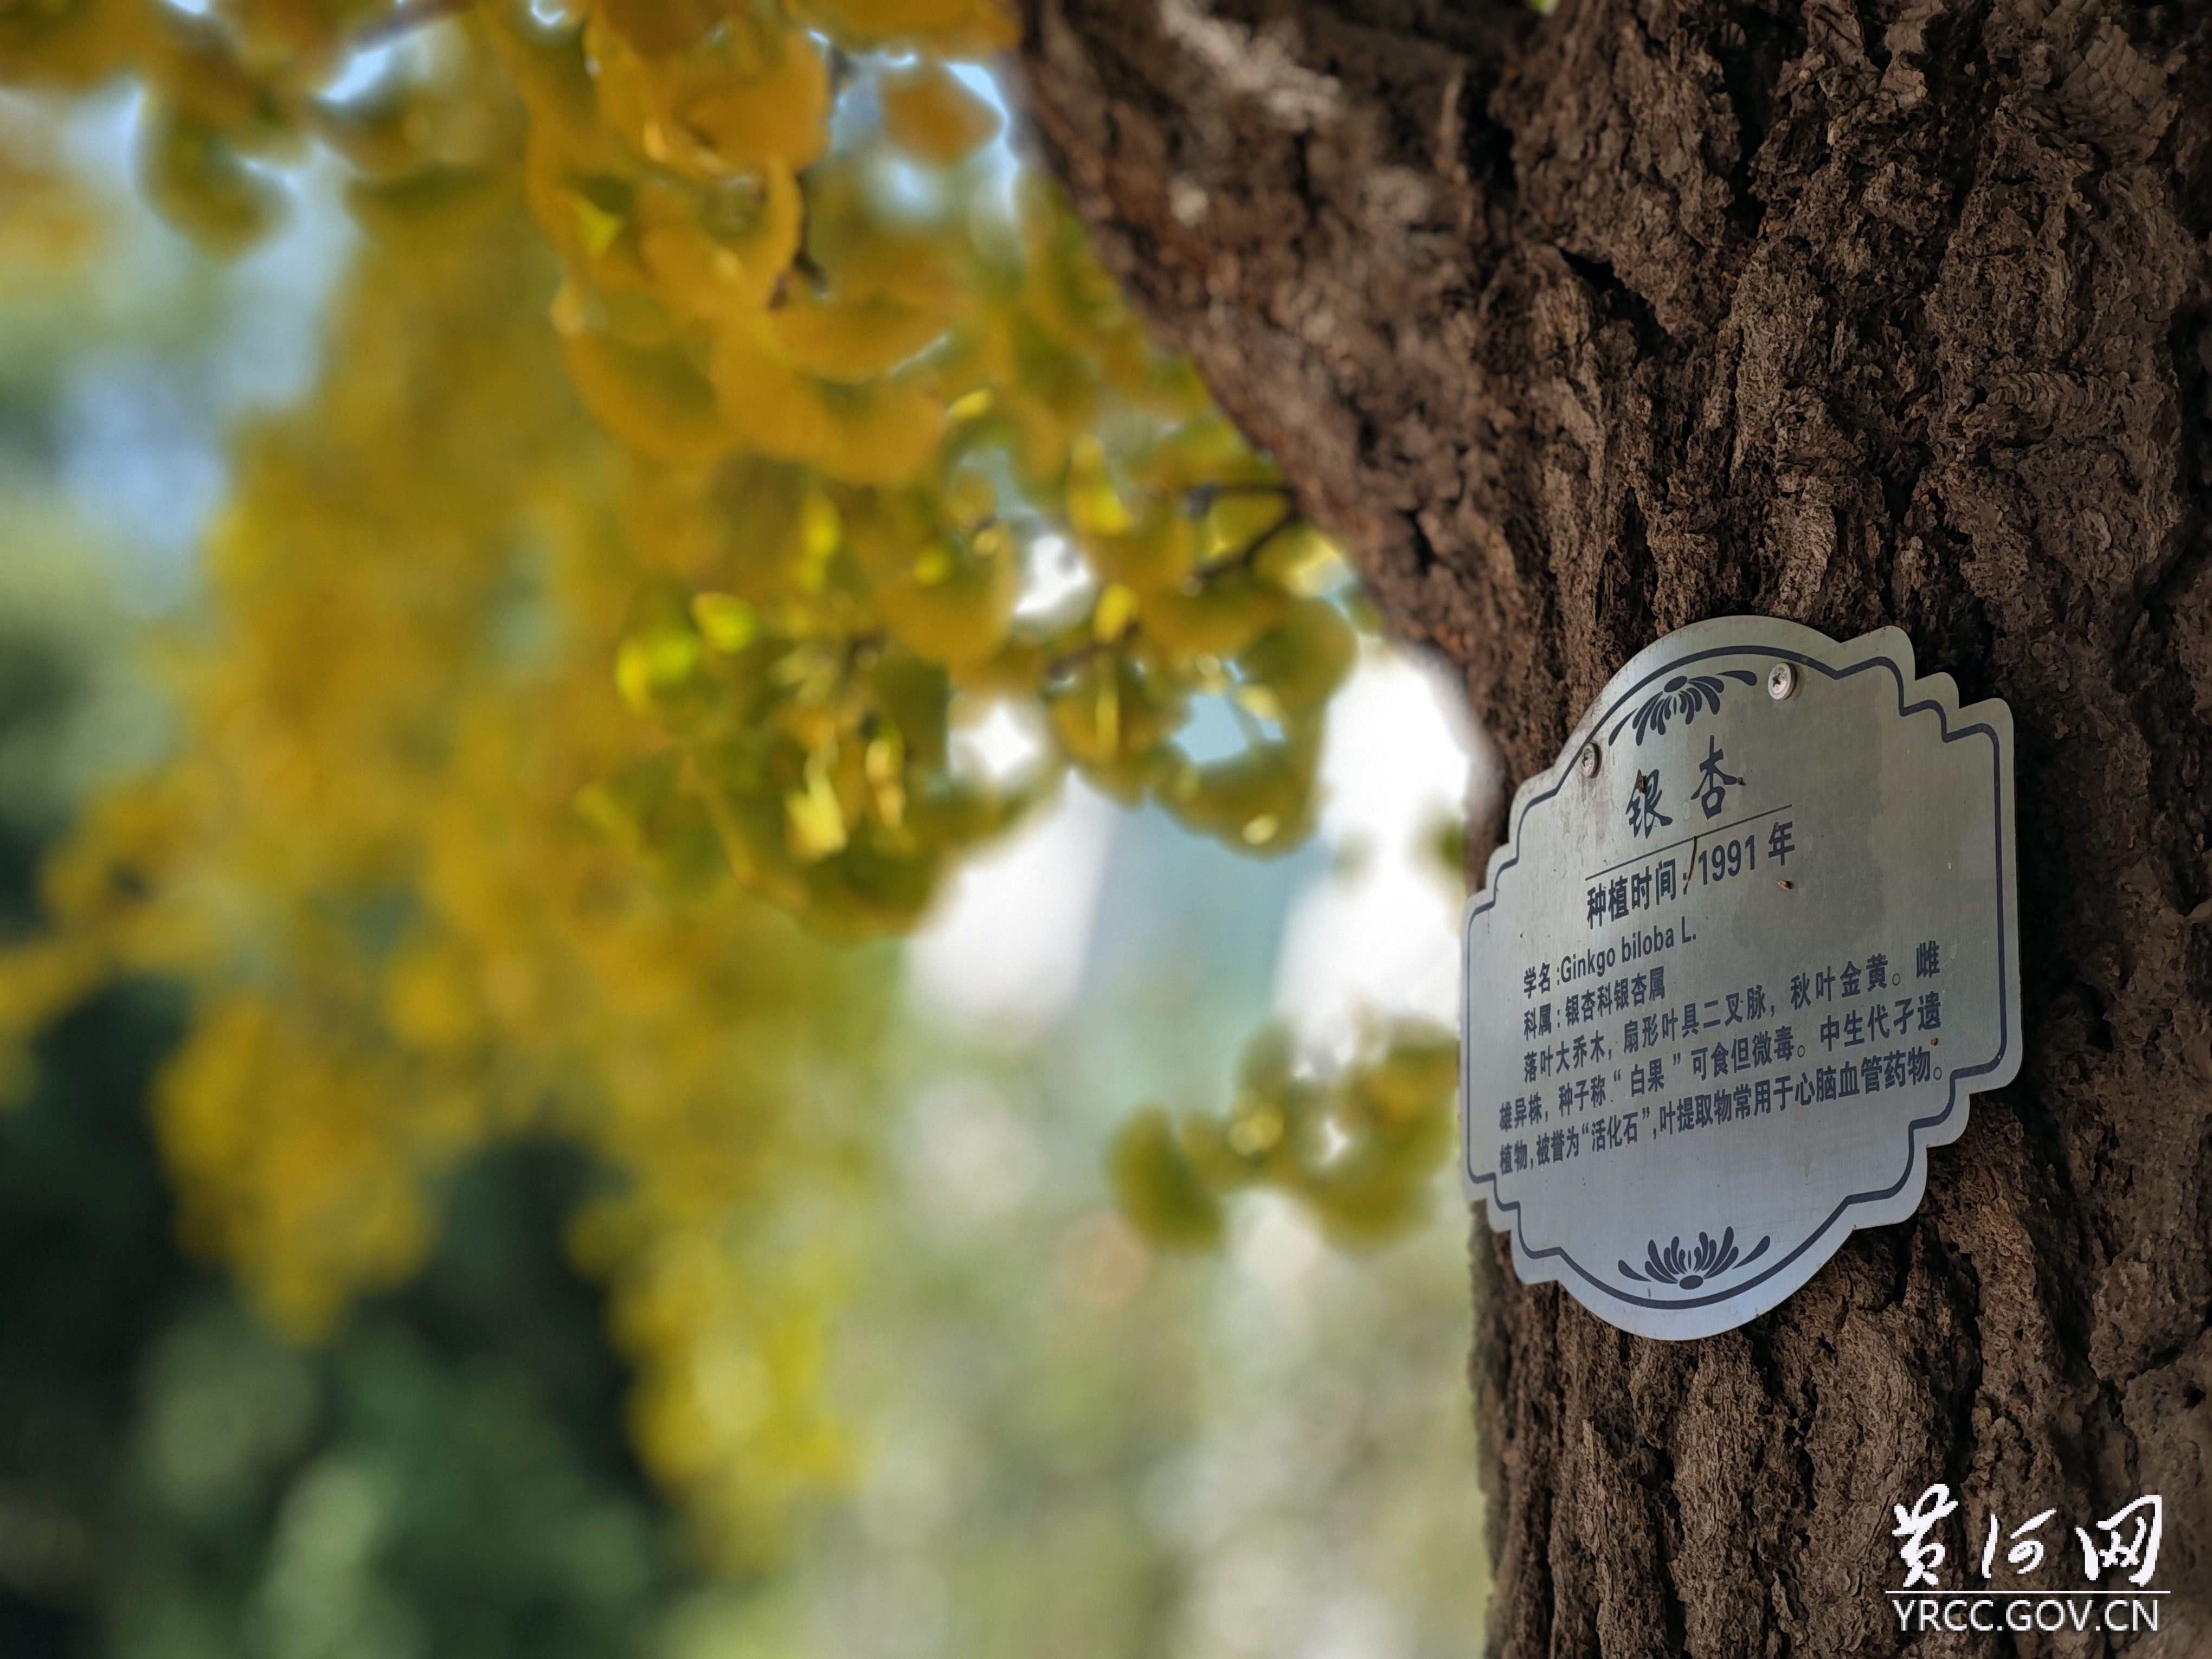 银杏
种植时间:1991年
学名:Ginkgo biloba L.
科属:银杏科银杏属
落叶大乔木，扇形叶具二叉脉，秋叶金黄。雌
雄异株，种子称“白果”可食但微毒。中生代孑遗
植物,被誉为“活化石”,叶提取物常用于心脑血管药物。
黄河网
YRCC.GOV.CN